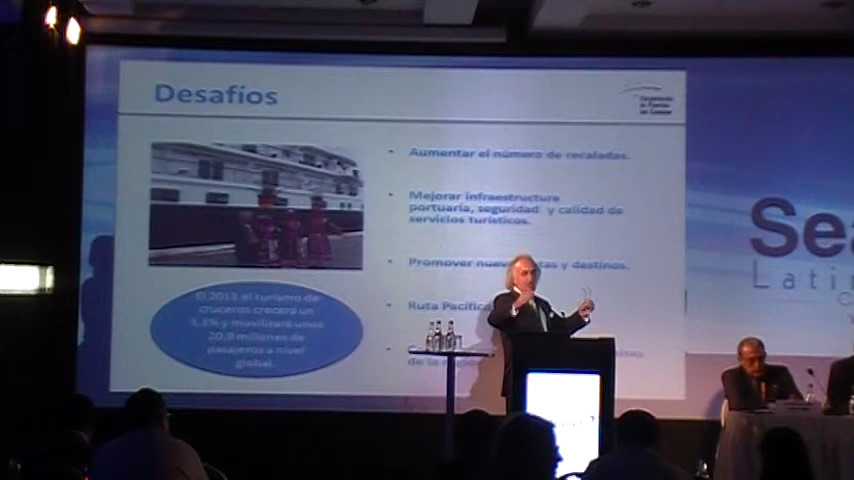 Desafíos
Aumentar el número de recaladas.
Mejorar infraestructura
portuaria, seguridad y calidad de
servicios turísticos.
Promover y destinos.
Ruta Pacífico
El 2013 el turismo de
cruceros crecerá un
3,3% y movilizará unos
20,9 millones de
pasajeros a nivel
global.
de la
Sea
Latin